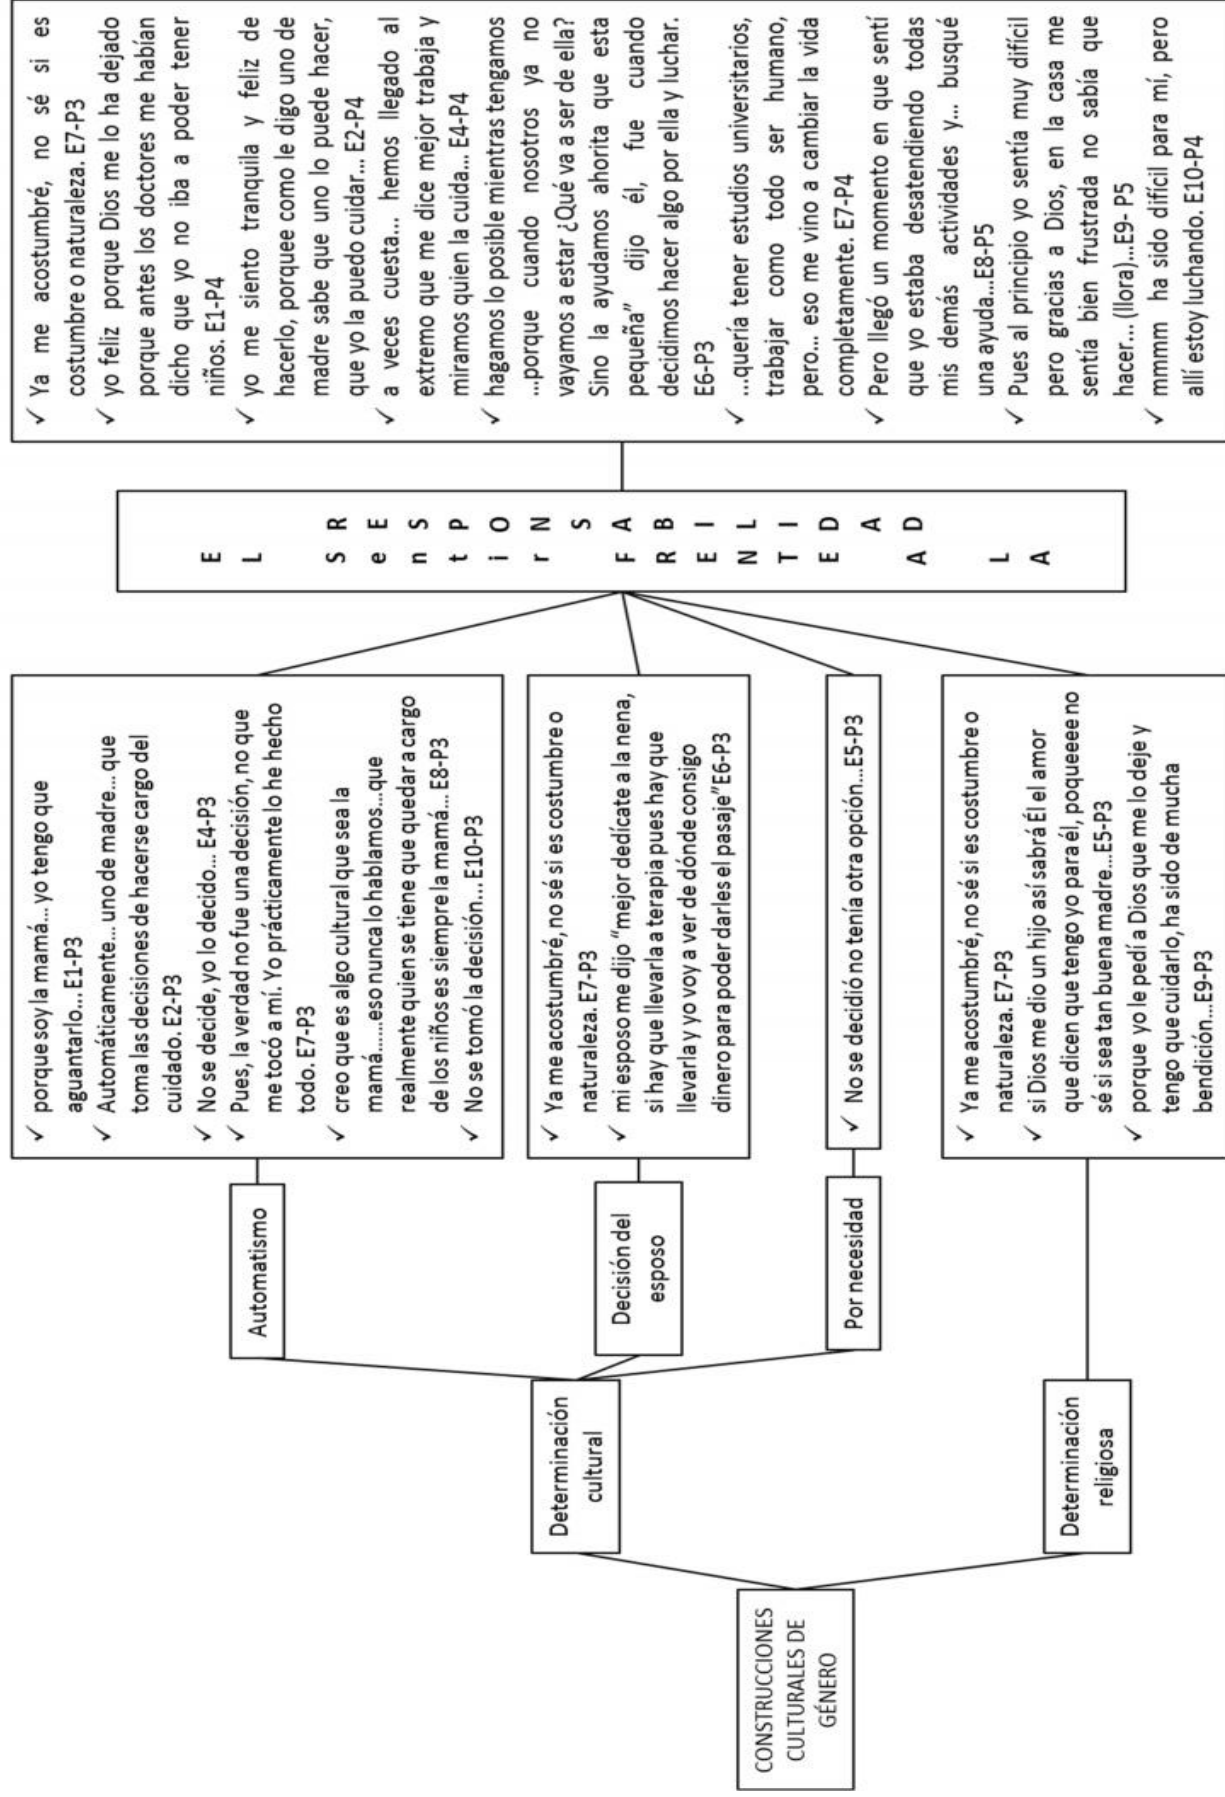 CONSTRUCCIONES
CULTURALES DE
GÉNERO
Determinación
cultural
Determinación
religiosa
Automatismo
Decisión del
esposo
Por necesidad
✓ porque soy la mamá... yo tengo que
aguantarlo... E1-P3
✓ Automáticamente... uno de madre... que
toma las decisiones de hacerse cargo del
cuidado. E2-P3
✓ No se decide, yo lo decido... E4-P3
✓ Pues, la verdad no fue una decisión, no que
me tocó a mí. Yo prácticamente lo he hecho
todo. E7-P3
✓ creo que es algo cultural que sea la
mamá......eso nunca lo hablamos...que
realmente quien se tiene que quedar a cargo
de los niños es siempre la mamá... E8-P3
✓ No se tomó la decisión... E10-P3
✓ Ya me acostumbré, no sé si es costumbre o
naturaleza. E7-P3
✓ mi esposo me dijo "mejor dedícate a la nena,
si hay que llevarla a terapia pues hay que
llevarla y yo voy a ver de dónde consigo
dinero para poder darles el pasaje"E6-P3
✓ No se decidió no tenía otra opción...E5-P3
✓ Ya me acostumbré, no sé si es costumbre o
naturaleza. E7-P3
✓ si Dios me dio un hijo así sabrá Él el amor
que dicen que tengo yo para él, poqueeee no
sé si sea tan buena madre...E5-P3
✓ porque yo le pedí a Dios que me lo deje y
tengo que cuidarlo, ha sido de mucha
bendición...E9-P3
E
L
S R
e E
n S
t P
i O
r N
S
F A
R B
E I
N L
T I
E D
A
A D
L
A
✓ Ya me acostumbré, no sé si es
costumbre o naturaleza. E7-P3
✓ yo feliz porque Dios me lo ha dejado
porque antes los doctores me habían
dicho que yo no iba a poder tener
niños. E1-P4
✓ yo me siento tranquila y feliz de
hacerlo, porquee como le digo uno de
madre sabe que uno lo puede hacer,
que yo la puedo cuidar... E2-P4
✓ a veces cuesta... hemos llegado al
extremo que me dice mejor trabaja y
miramos quien la cuida... E4-P4
✓ hagamos lo posible mientras tengamos
...porque cuando nosotros ya no
vayamos a estar ¿Qué va a ser de ella?
Sino la ayudamos ahorita que esta
pequeña" dijo él, fue cuando
decidimos hacer algo por ella y luchar.
E6-P3
✓ ...quería tener estudios universitarios,
trabajar como todo ser humano,
pero... eso me vino a cambiar la vida
completamente. E7-P4
✓ Pero llegó un momento en que sentí
que yo estaba desatendiendo todas
mis demás actividades y... busqué
una ayuda...E8-P5
✓ Pues al principio yo sentía muy difícil
pero gracias a Dios, en la casa me
sentía bien frustrada no sabía que
hacer... (llora)...E9- P5
✓ mmmm ha sido difícil para mí, pero
allí estoy luchando. E10-P4